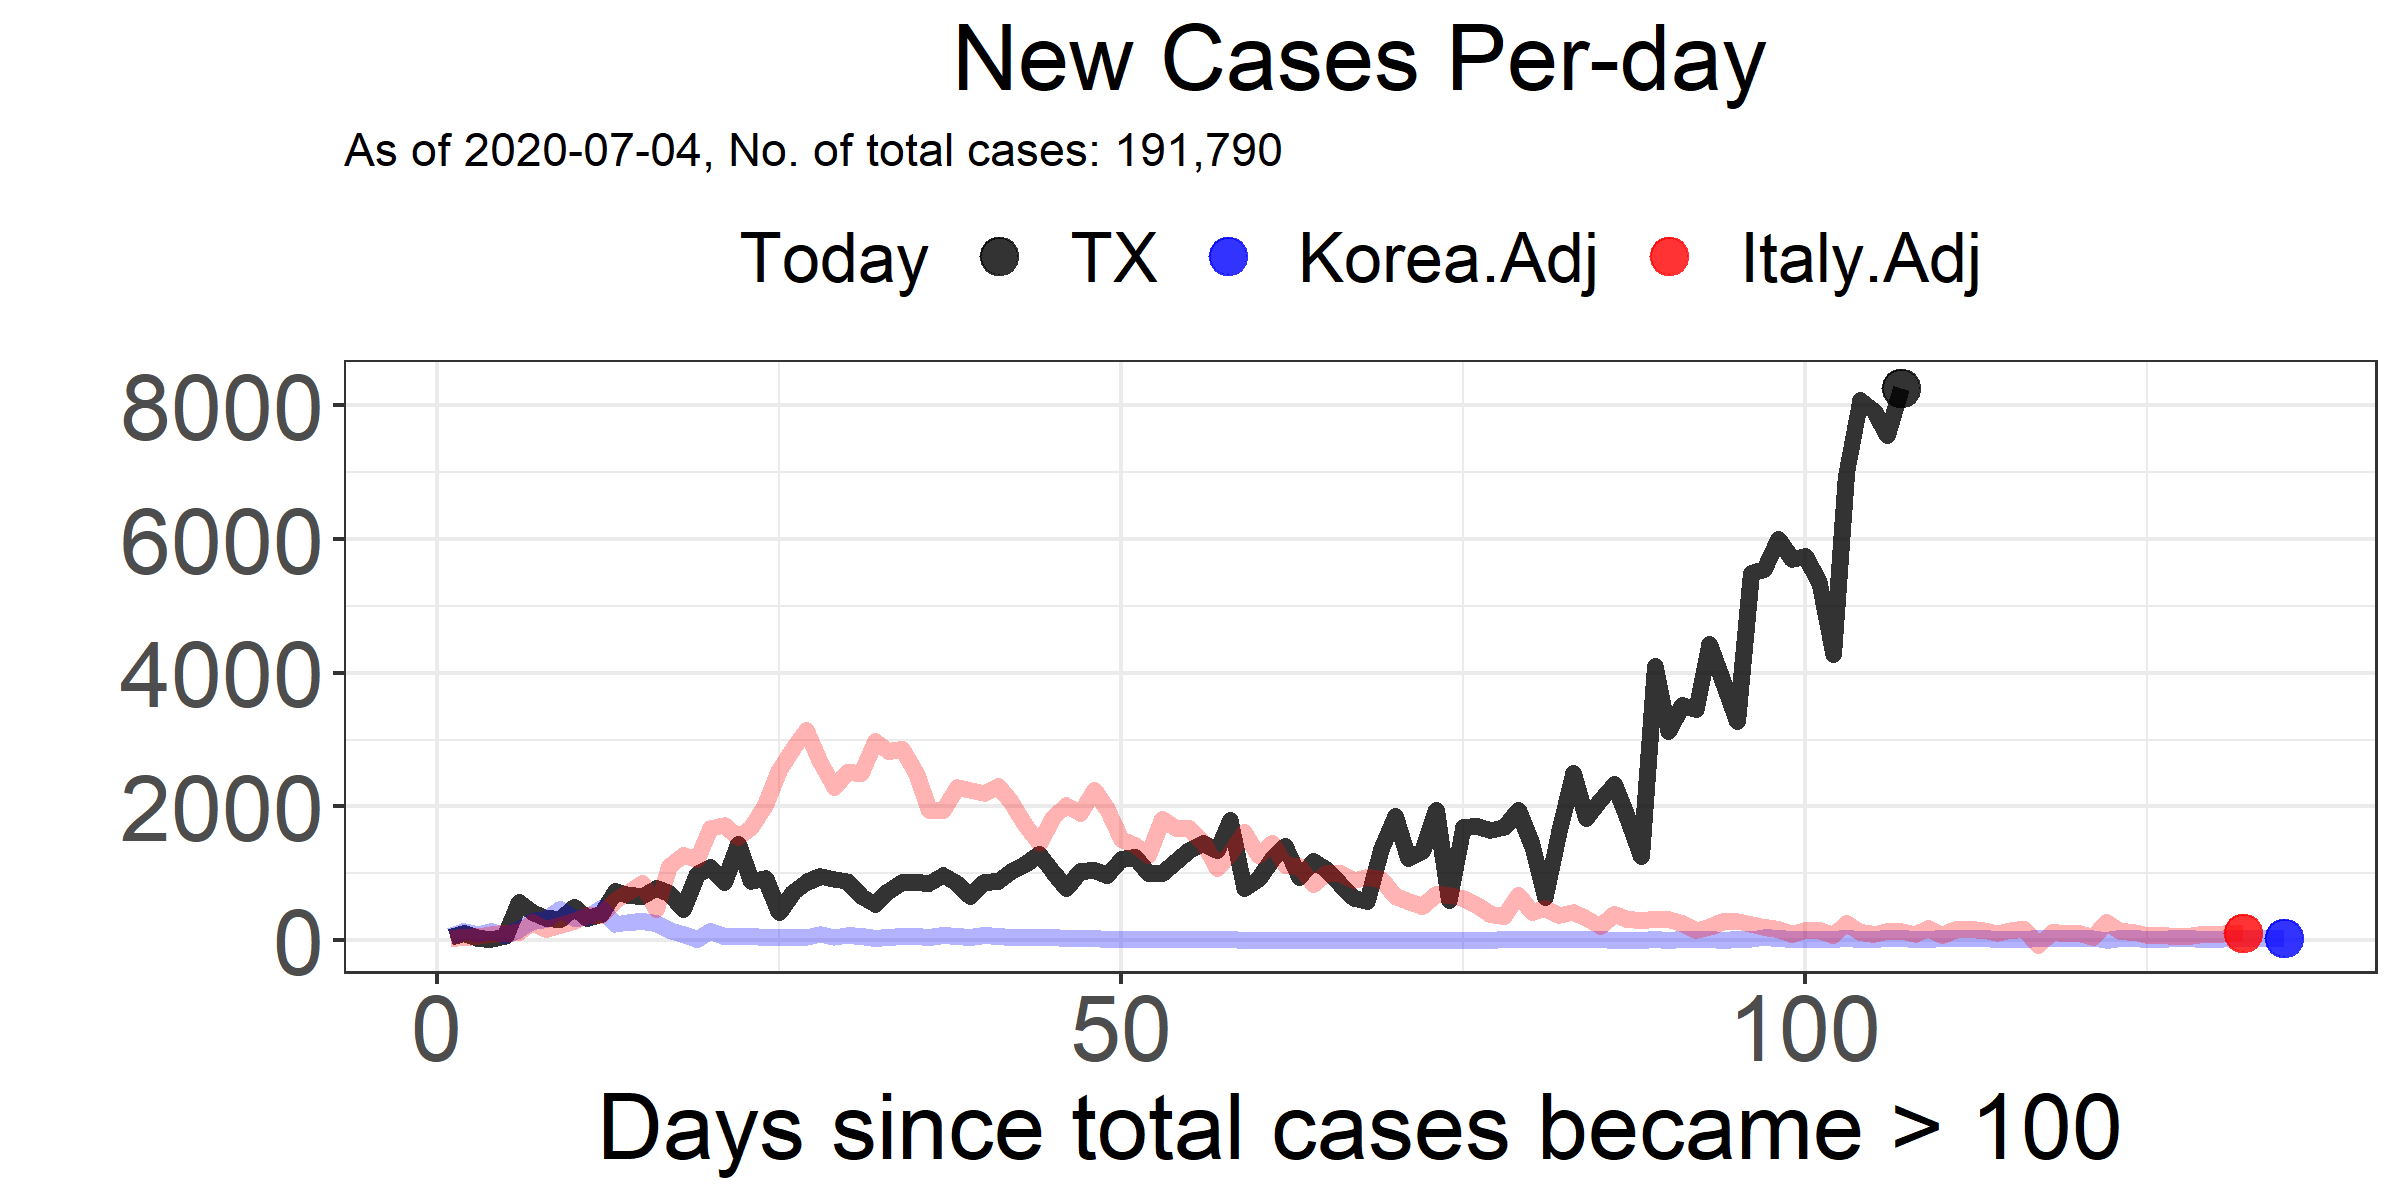 New Cases Per-day
As of 2020-07-04, No. of total cases: 191,790
Today TX Korea.Adj Italy.Adj
8000
6000
4000
2000
0
0 50 100
Days since total cases became > 100